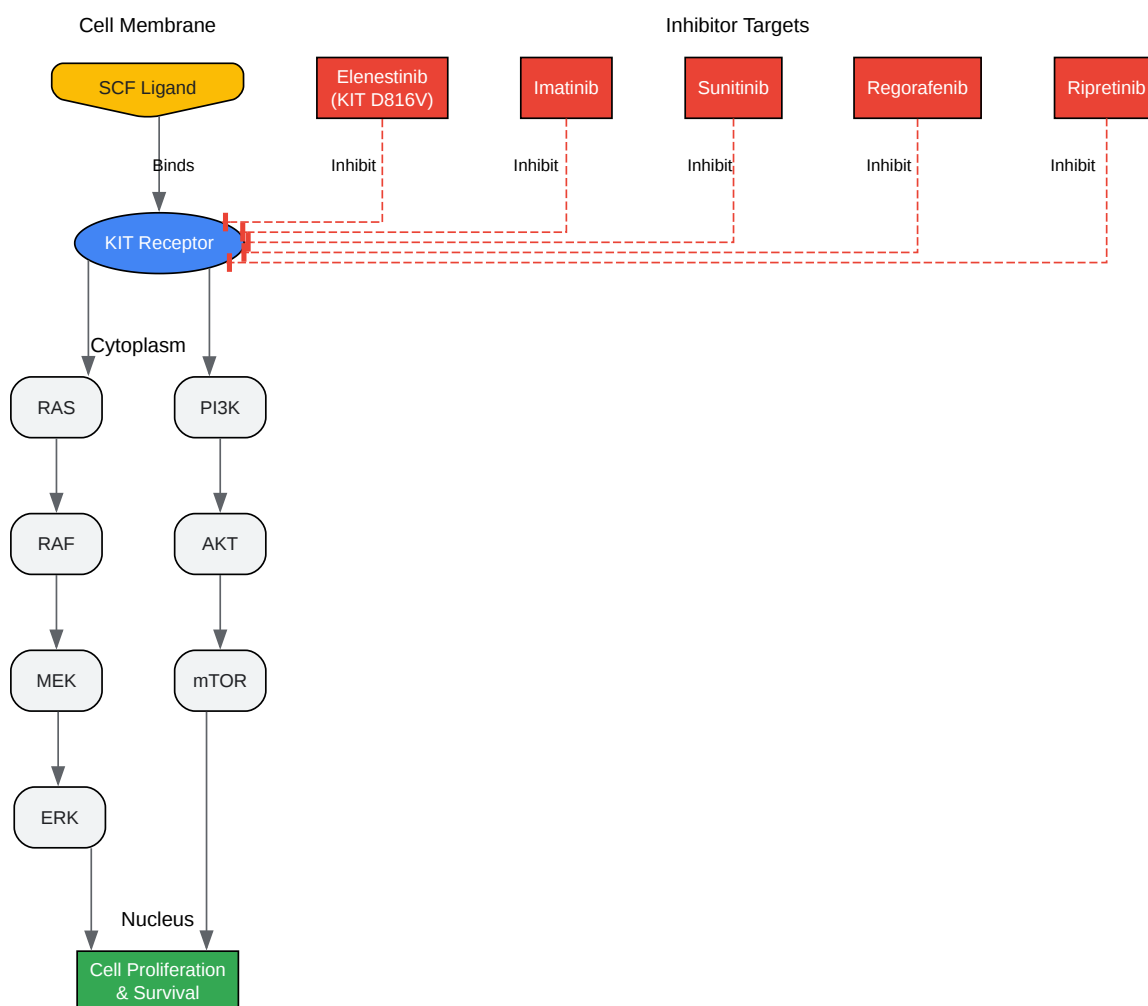 Cell Membrane
Inhibitor Targets
SCF Ligand
Elenestinib
(KIT D816V)
Imatinib
Sunitinib
Regorafenib
Ripretinib
Binds
Inhibit
Inhibit
Inhibit
Inhibit
Inhibit
KIT Receptor
Cytoplasm
RAS
PI3K
RAF
AKT
MEK
mTOR
ERK
Nucleus
Cell Proliferation
& Survival